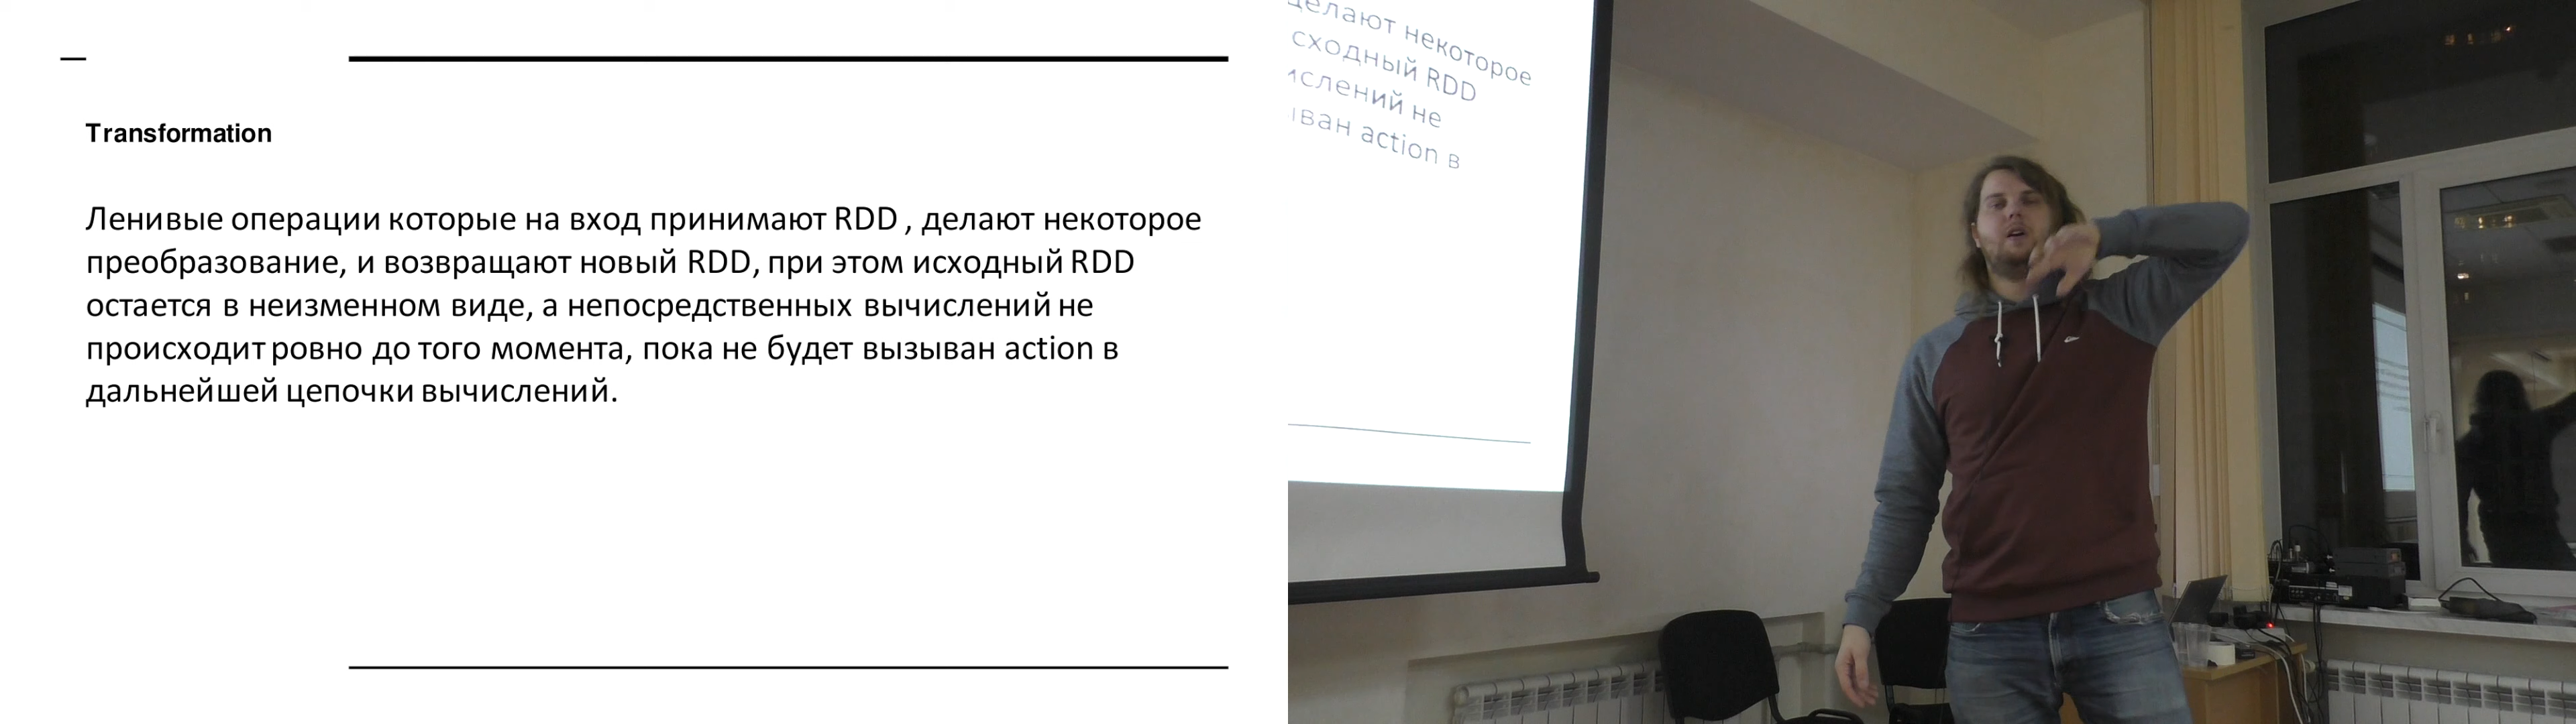 Transformation
Ленивые операции которые на вход принимают RDD , делают некоторое
преобразование, и возвращают новый RDD, при этом исходный RDD
остается в неизменном виде, а непосредственных вычислений не
происходит ровно до того момента, пока не будет вызыван action в
дальнейшей цепочки вычислений.
делают некоторое
сходный RDD
ислений не
ван action в